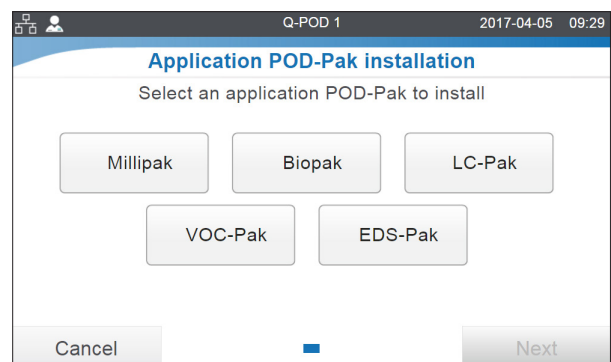 Q-POD 1 2017-04-05 09:29
Application POD-Pak installation
Select an application POD-Pak to install
Millipak Biopak LC-Pak
VOC-Pak EDS-Pak
Cancel Next